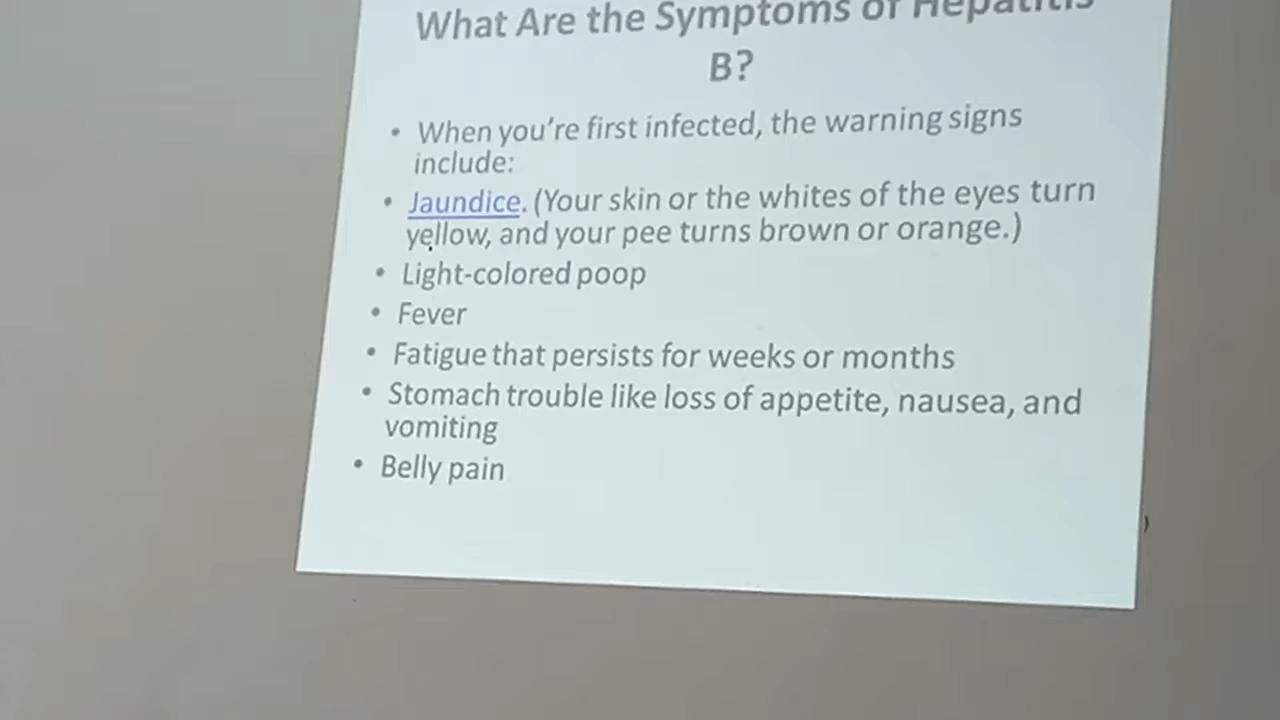 What Are the Symptoms of Hepatitis
B?
• When you're first infected, the warning signs
include:
• Jaundice. (Your skin or the whites of the eyes turn
yellow, and your pee turns brown or orange.)
• Light-colored poop
• Fever
• Fatigue that persists for weeks or months
• Stomach trouble like loss of appetite, nausea, and
vomiting
• Belly pain